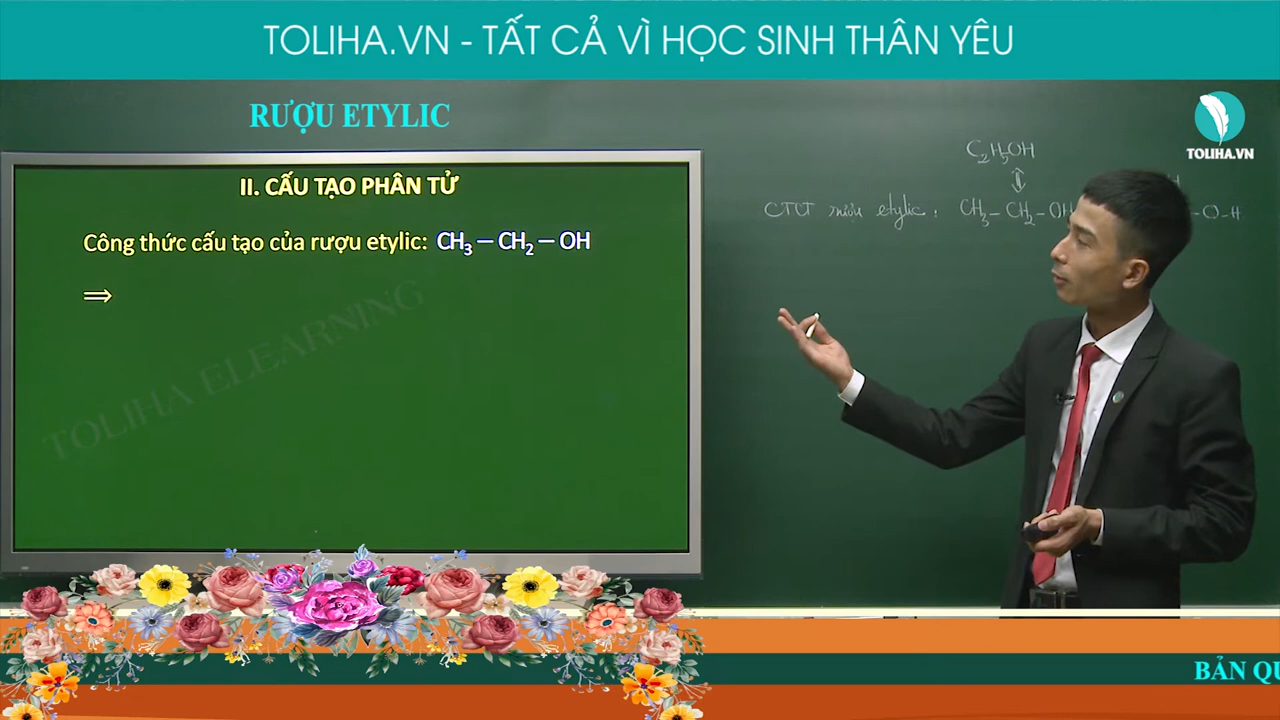 TOLIHA.VN - TẤT CẢ VÌ HỌC SINH THÂN YÊU
RƯỢU ETYLIC
TOLIHA.VN
II. CẤU TẠO PHÂN TỬ
Công thức cấu tạo của rượu etylic: CH₃ – CH₂ – OH
⟹
TOLIHA ELEARNING
C₂H₅OH
CTCT rượu etylic: CH₃ – CH₂ – OH
H
-O-H
BẢN QU